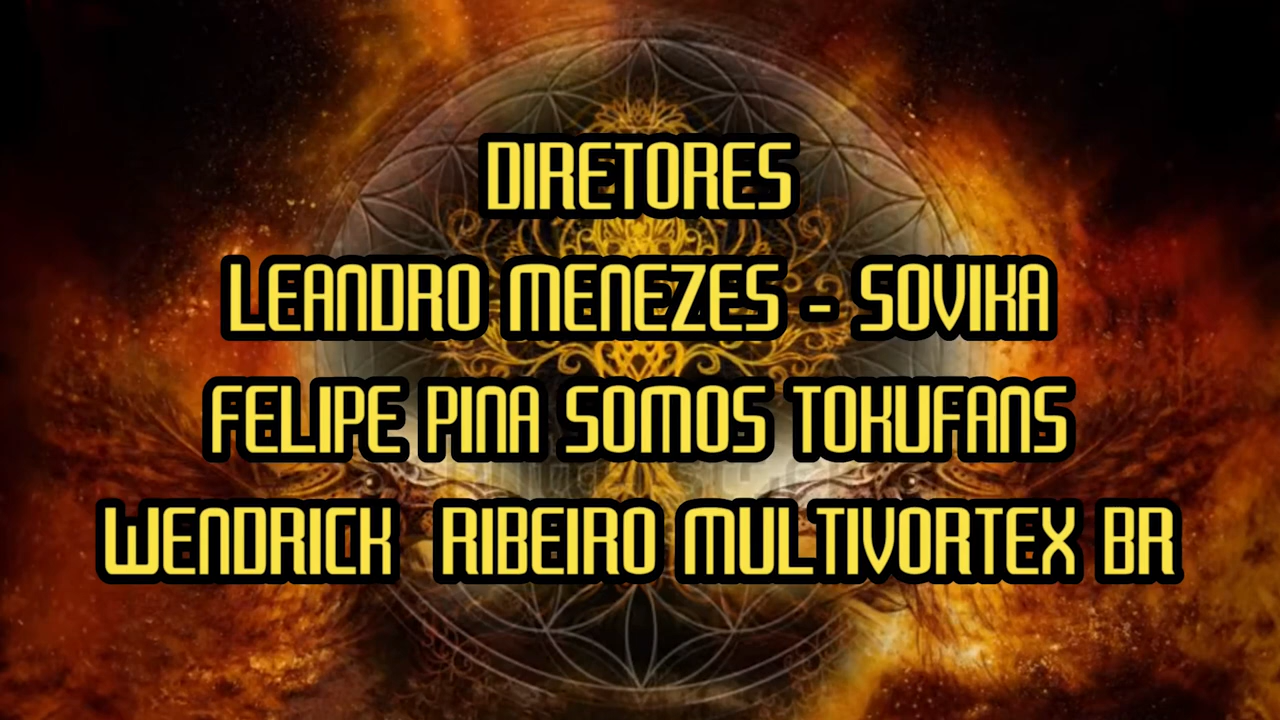 DIRETORES
LEANDRO MENEZES - SOVIKA
FELIPE PINA SOMOS TOKUFANS
WENDRICK RIBEIRO MULTIVORTEX BR